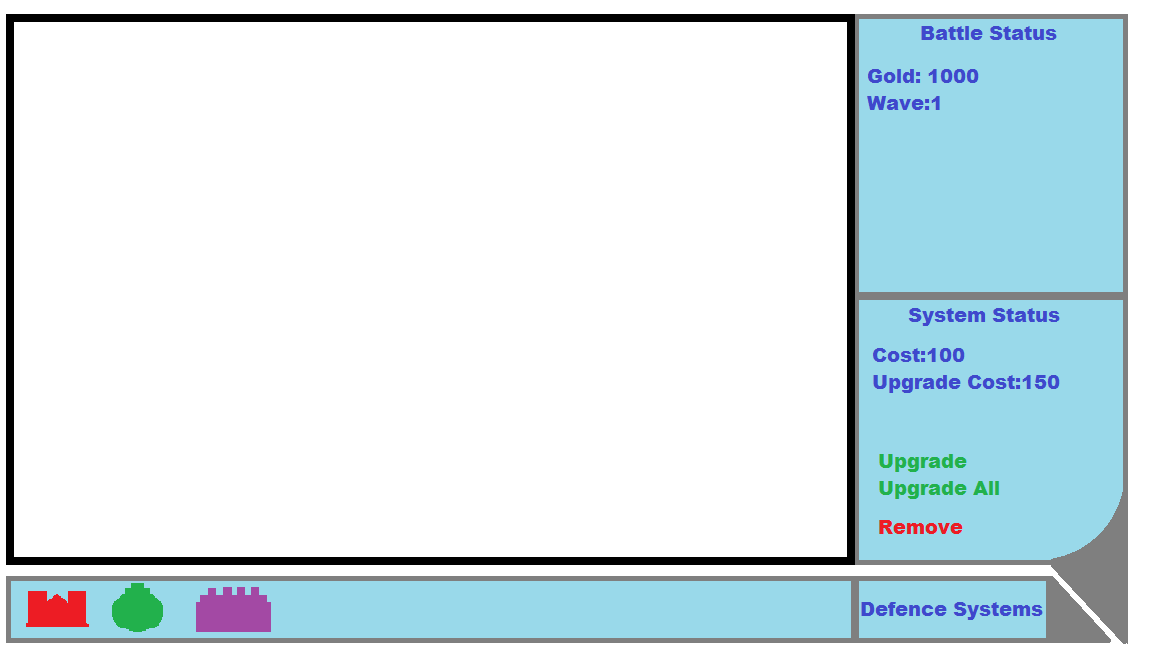 Battle Status
Gold: 1000
Wave:1
System Status
Cost:100
Upgrade Cost:150
Upgrade
Upgrade All
Remove
Defence Systems